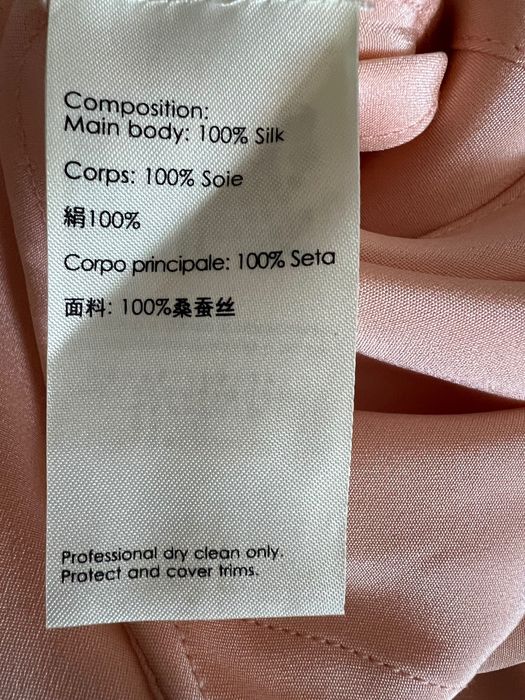 Composition:
Main body: 100% Silk
Corps: 100% Soie
絹100%
Corpo principale: 100% Seta
面料: 100%桑蚕丝
Professional dry clean only.
Protect and cover trims.